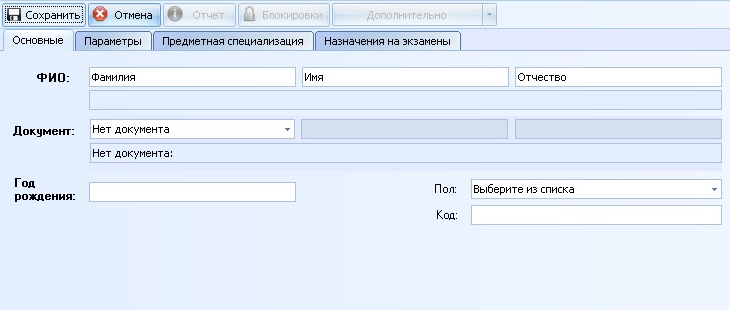 Сохранить Отмена Отчет Блокировки Дополнительно
Основные Параметры Предметная специализация Назначения на экзамены
ФИО: Фамилия Имя Отчество
Документ: Нет документа
Нет документа:
Год
рождения:
Пол: Выберите из списка
Код: